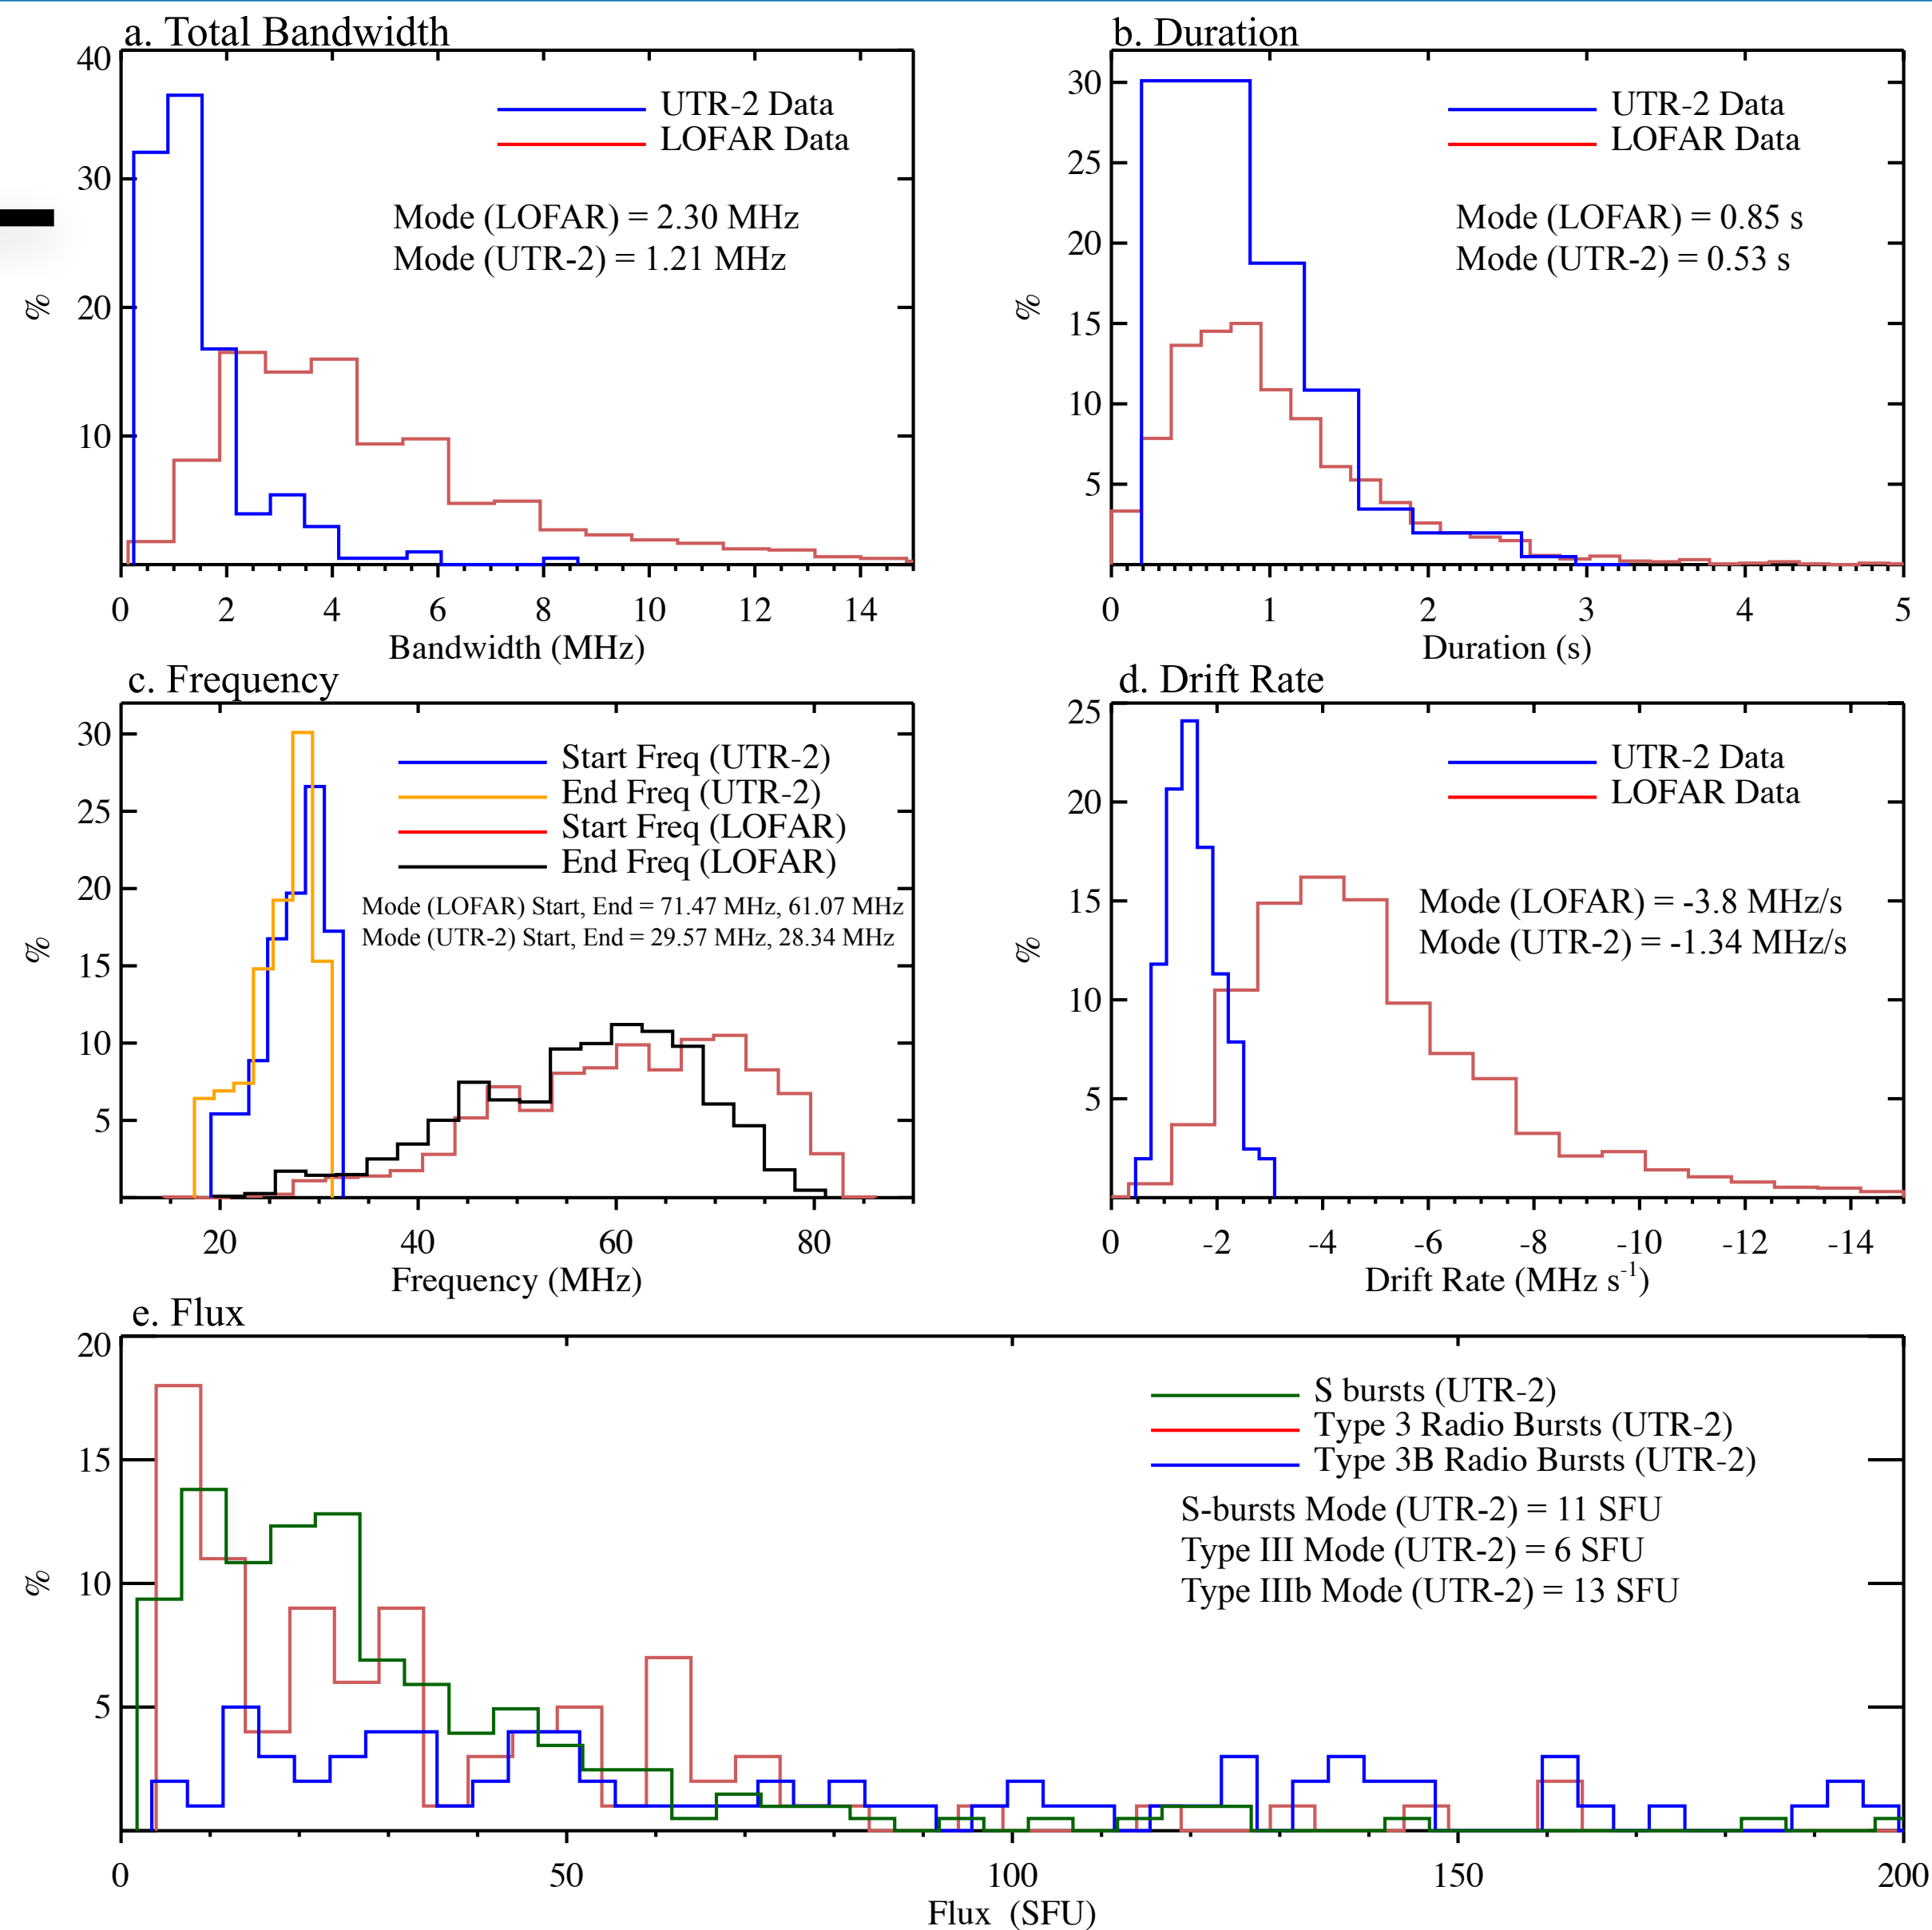 a. Total Bandwidth
40
30
20
10
%
UTR-2 Data
LOFAR Data
Mode (LOFAR) = 2.30 MHz
Mode (UTR-2) = 1.21 MHz
0 2 4 6 8 10 12 14
Bandwidth (MHz)
b. Duration
30
25
20
15
10
5
%
UTR-2 Data
LOFAR Data
Mode (LOFAR) = 0.85 s
Mode (UTR-2) = 0.53 s
0 1 2 3 4 5
Duration (s)
c. Frequency
30
25
20
15
10
5
%
Start Freq (UTR-2)
End Freq (UTR-2)
Start Freq (LOFAR)
End Freq (LOFAR)
Mode (LOFAR) Start, End = 71.47 MHz, 61.07 MHz
Mode (UTR-2) Start, End = 29.57 MHz, 28.34 MHz
20 40 60 80
Frequency (MHz)
d. Drift Rate
25
20
15
10
5
%
UTR-2 Data
LOFAR Data
Mode (LOFAR) = -3.8 MHz/s
Mode (UTR-2) = -1.34 MHz/s
0 -2 -4 -6 -8 -10 -12 -14
Drift Rate (MHz s⁻¹)
e. Flux
20
15
10
5
%
S bursts (UTR-2)
Type 3 Radio Bursts (UTR-2)
Type 3B Radio Bursts (UTR-2)
S-bursts Mode (UTR-2) = 11 SFU
Type III Mode (UTR-2) = 6 SFU
Type IIIb Mode (UTR-2) = 13 SFU
0 50 100 150 200
Flux (SFU)